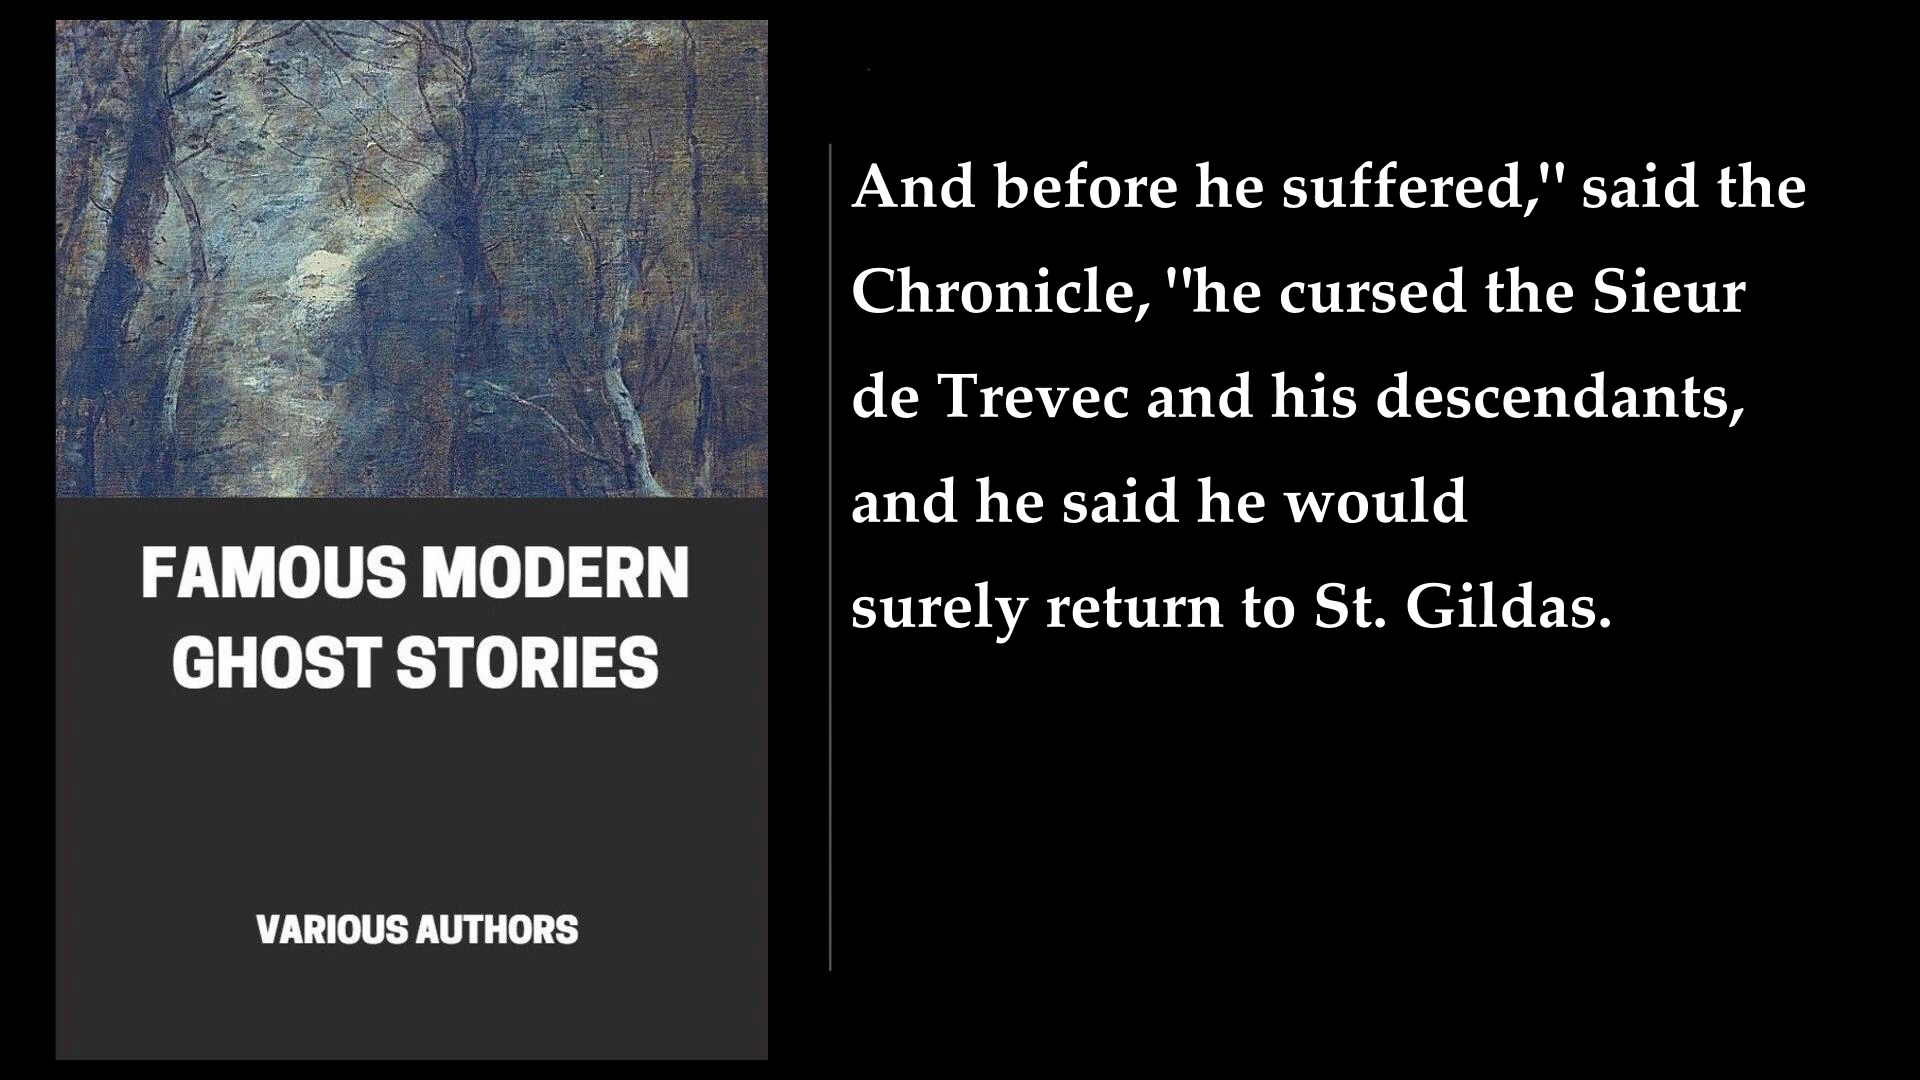 FAMOUS MODERN
GHOST STORIES
VARIOUS AUTHORS
And before he suffered," said the
Chronicle, "he cursed the Sieur
de Trevec and his descendants,
and he said he would
surely return to St. Gildas.